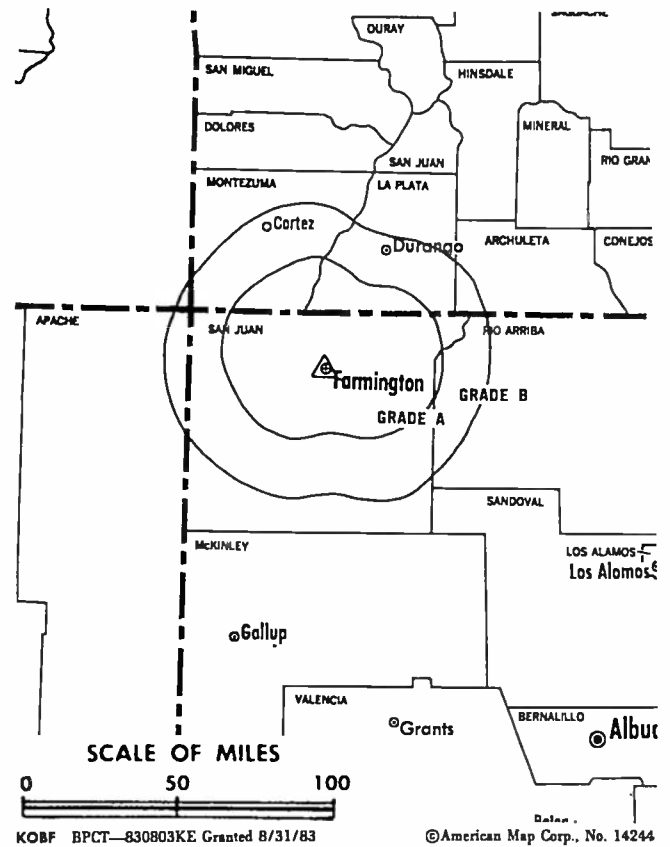 SAGUACHE
OURAY
SAN MIGUEL
HINSDALE
DOLORES
MINERAL
SAN JUAN
RIO GRAN
MONTEZUMA
LA PLATA
Cortez
Durango
ARCHULETA
CONEJOS
APACHE
SAN JUAN
RIO ARRIBA
Farmington
GRADE B
GRADE A
SANDOVAL
McKINLEY
LOS ALAMOS
Los Alamos
Gallup
VALENCIA
BERNALILLO
Grants
Albuq
SCALE OF MILES
0 50 100
KOBF BPCT—830803KE Granted 8/31/83
©American Map Corp., No. 14244